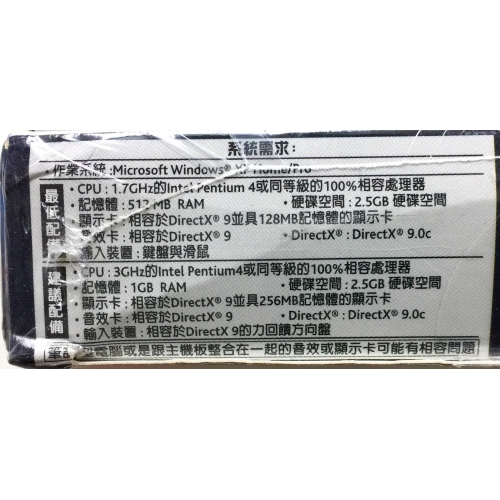 系統需求:
・作業系統:Microsoft Windows® XP Home/Pro
最低配備
・CPU : 1.7GHz的Intel Pentium 4或同等級的100%相容處理器
・記憶體 : 512 MB RAM ・硬碟空間 : 2.5GB 硬碟空間
・顯示卡 : 相容於DirectX® 9並具128MB記憶體的顯示卡
・音效卡 : 相容於DirectX® 9 ・DirectX® : DirectX® 9.0c
輸入裝置 : 鍵盤與滑鼠
建議配備
・CPU : 3GHz的Intel Pentium4或同等級的100%相容處理器
記憶體 : 1GB RAM ・硬碟空間 : 2.5GB 硬碟空間
顯示卡 : 相容於DirectX® 9並具256MB記憶體的顯示卡
・音效卡 : 相容於DirectX® 9 ・DirectX® : DirectX® 9.0c
・輸入裝置 : 相容於DirectX 9的力回饋方向盤
筆記型電腦或是跟主機板整合在一起的音效或顯示卡可能有相容問題